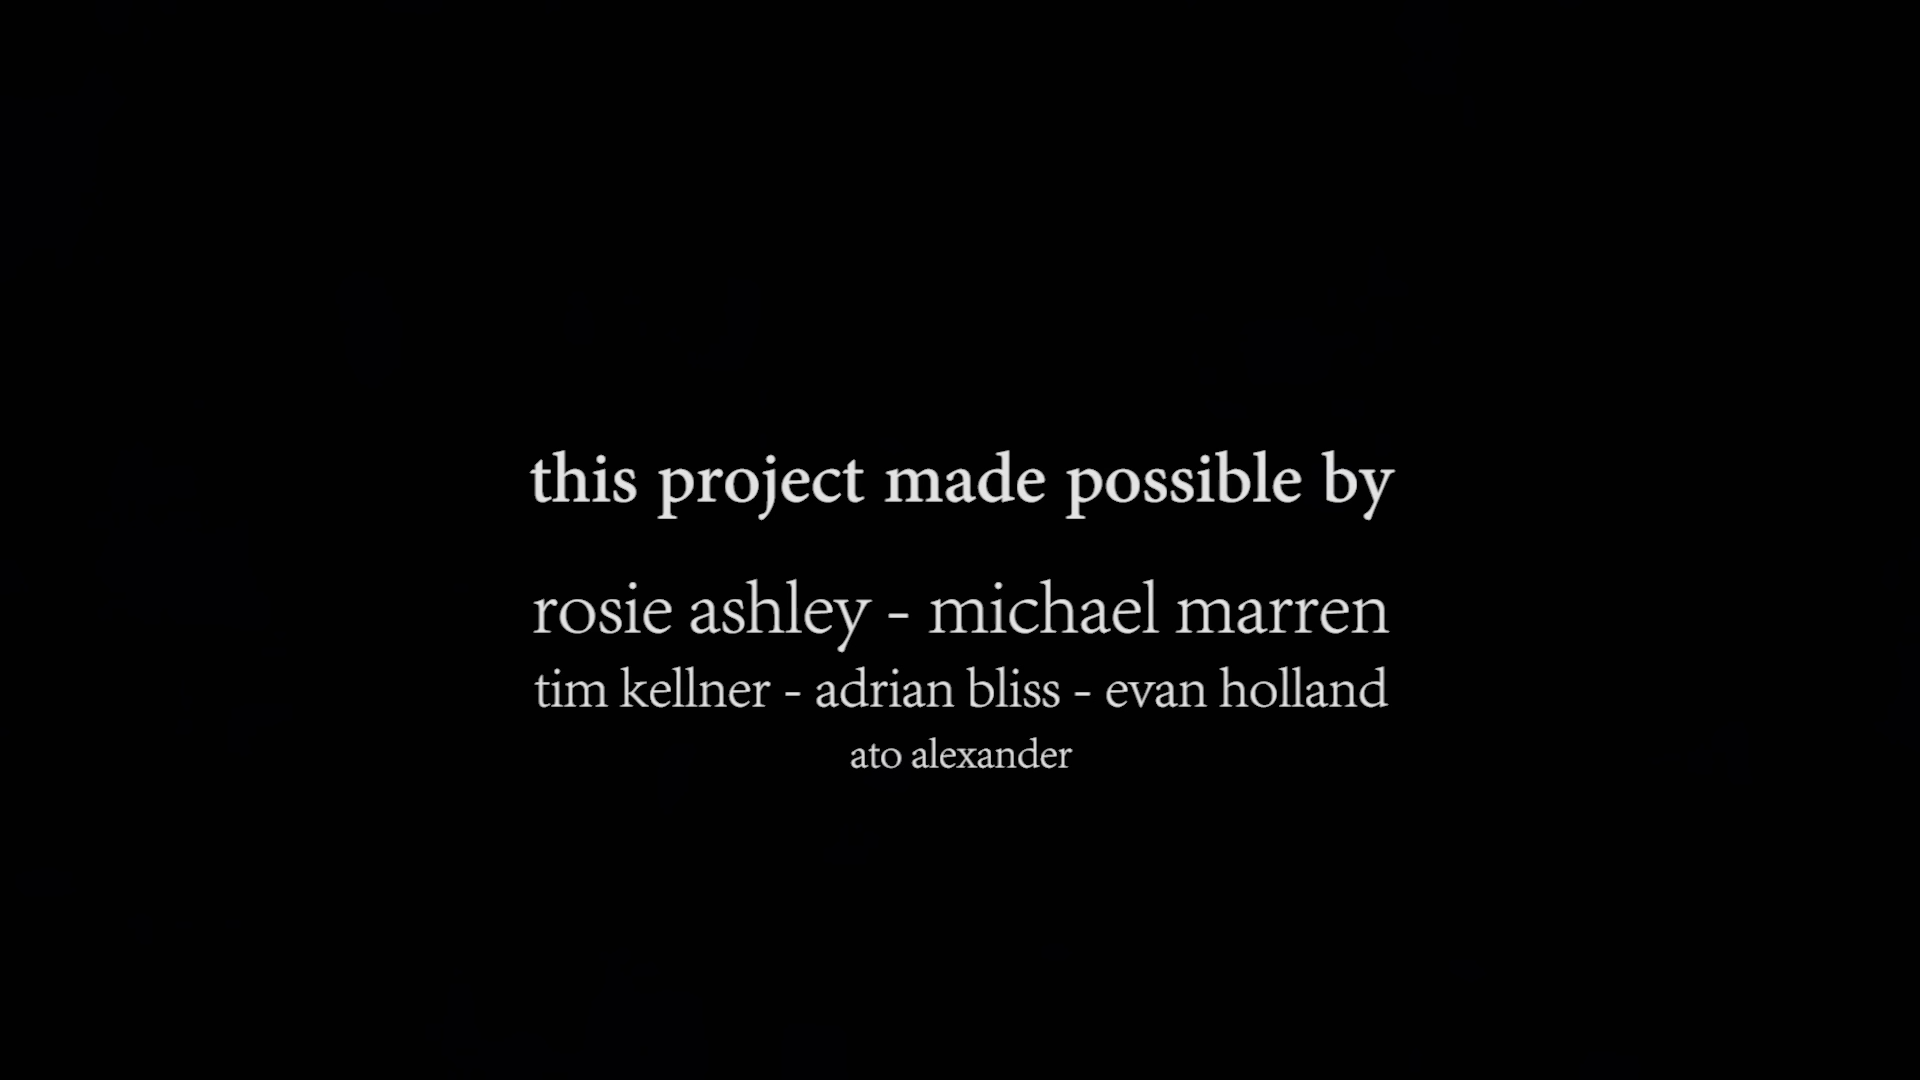 this project made possible by
rosie ashley - michael marren
tim kellner - adrian bliss - evan holland
ato alexander